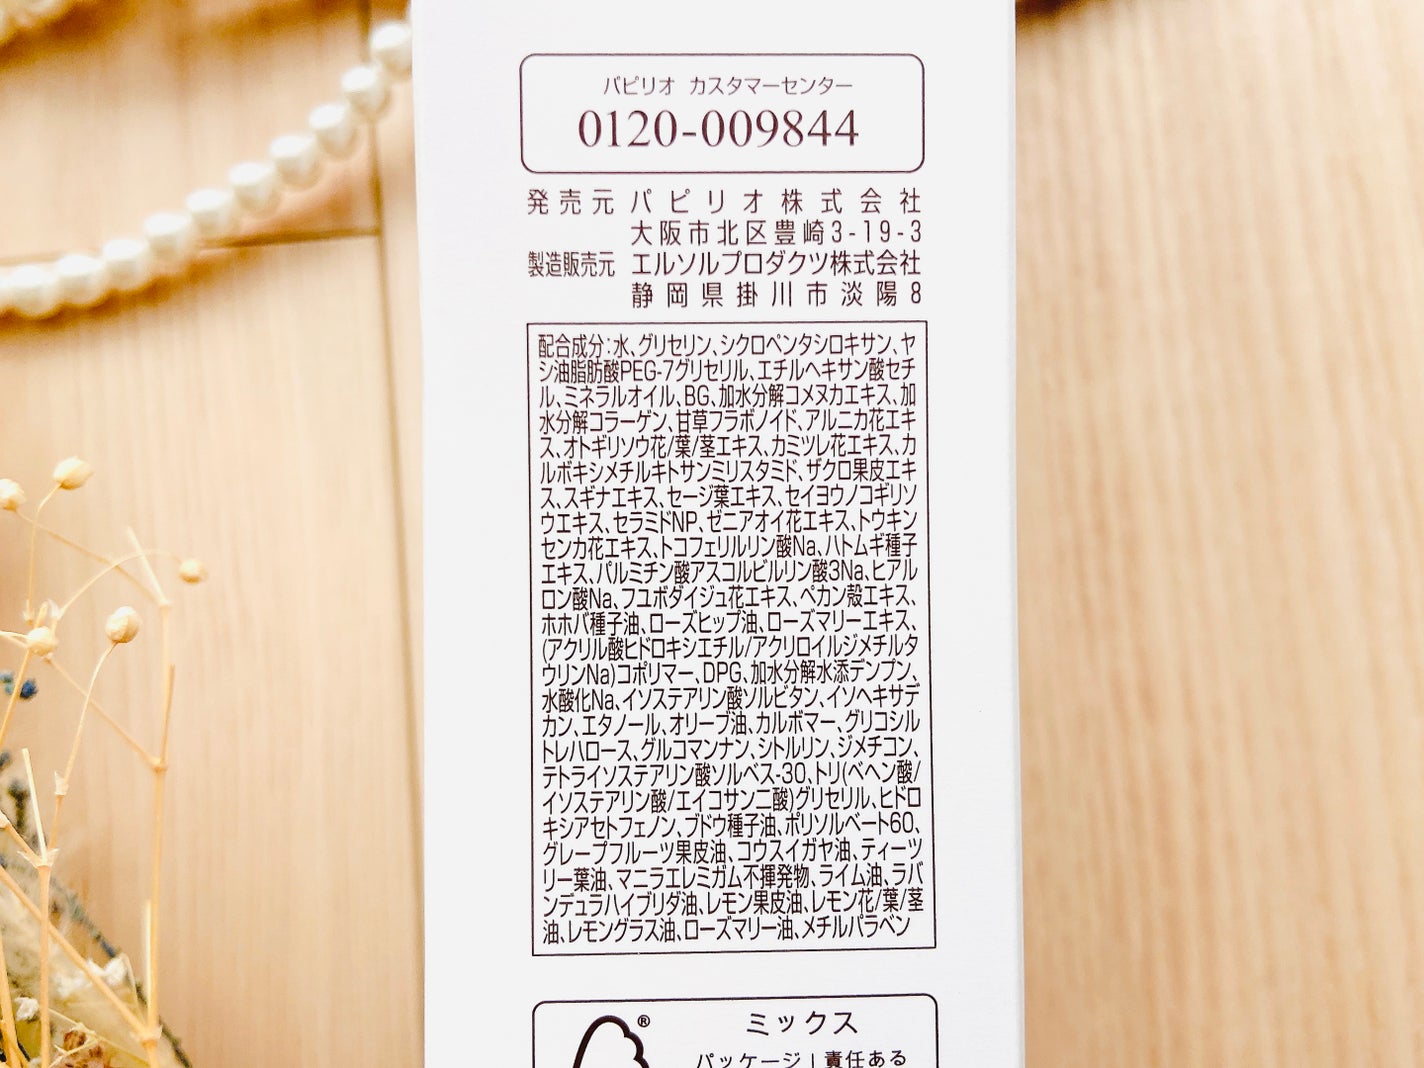 パピリオ カスタマーセンター
0120-009844
発売元 パピリオ株式会社
大阪市北区豊崎3-19-3
製造販売元 エルソルプロダクツ株式会社
静岡県掛川市淡陽8
配合成分:水、グリセリン、シクロペンタシロキサン、ヤ
シ油脂肪酸PEG-7グリセリル、エチルヘキサン酸セチ
ル、ミネラルオイル、BG、加水分解コメヌカエキス、加
水分解コラーゲン、甘草フラボノイド、アルニカ花エキ
ス、オトギリソウ花/葉/茎エキス、カミツレ花エキス、カ
ルボキシメチルキトサンミリスタミド、ザクロ果皮エキ
ス、スギナエキス、セージ葉エキス、セイヨウノコギリソ
ウエキス、セラミドNP、ゼニアオイ花エキス、トウキン
センカ花エキス、トコフェリルリン酸Na、ハトムギ種子
エキス、パルミチン酸アスコルビルリン酸3Na、ヒアル
ロン酸Na、フユボダイジュ花エキス、ペカン殻エキス、
ホホバ種子油、ローズヒップ油、ローズマリーエキス、
(アクリル酸ヒドロキシエチル/アクリロイルジメチルタ
ウリンNa)コポリマー、DPG、加水分解水添デンプン、
水酸化Na、イソステアリン酸ソルビタン、イソヘキサデ
カン、エタノール、オリーブ油、カルボマー、グリコシル
トレハロース、グルコマンナン、シトルリン、ジメチコン、
テトライソステアリン酸ソルベス-30、トリ(ベヘン酸/
イソステアリン酸/エイコサン二酸)グリセリル、ヒドロ
キシアセトフェノン、ブドウ種子油、ポリソルベート60、
グレープフルーツ果皮油、コウスイガヤ油、ティーツ
リー葉油、マニラエレミガム不揮発物、ライム油、ラバ
ンデュラハイブリダ油、レモン果皮油、レモン花/葉/茎
油、レモングラス油、ローズマリー油、メチルパラベン
®
ミックス
パッケージ | 責任ある